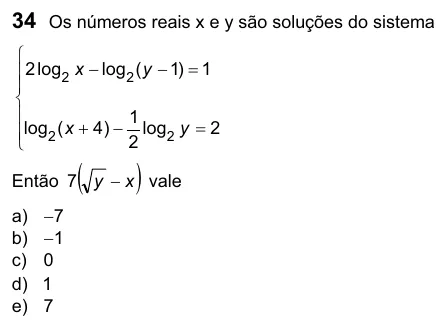 34 Os números reais x e y são soluções do sistema
2log₂ x – log₂(y – 1) = 1
log₂(x + 4) – 1/2 log₂ y = 2
Então 7(√y – x) vale
a) –7
b) –1
c) 0
d) 1
e) 7